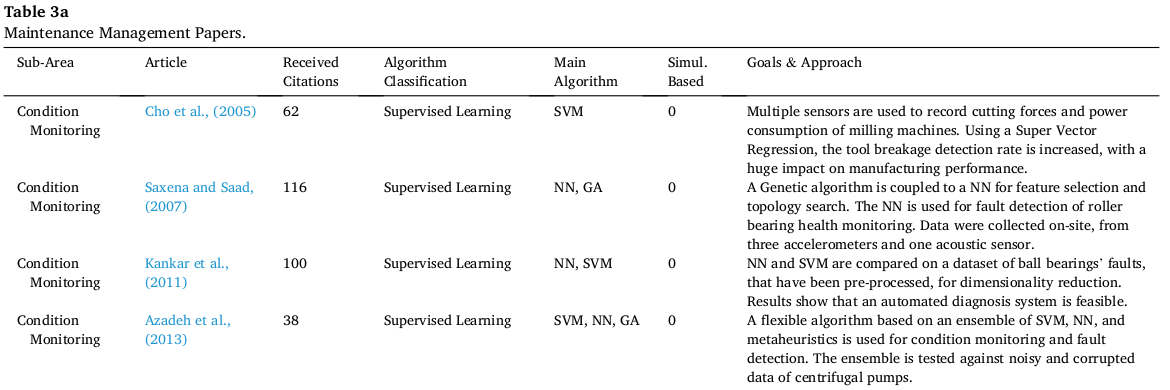 Table 3a
Maintenance Management Papers.
Sub-Area Article Received Citations Algorithm Classification Main Algorithm Simul. Based Goals & Approach
Condition Monitoring Cho et al., (2005) 62 Supervised Learning SVM 0 Multiple sensors are used to record cutting forces and power
consumption of milling machines. Using a Super Vector
Regression, the tool breakage detection rate is increased, with a
huge impact on manufacturing performance.
Condition Monitoring Saxena and Saad, (2007) 116 Supervised Learning NN, GA 0 A Genetic algorithm is coupled to a NN for feature selection and
topology search. The NN is used for fault detection of roller
bearing health monitoring. Data were collected on-site, from
three accelerometers and one acoustic sensor.
Condition Monitoring Kankar et al., (2011) 100 Supervised Learning NN, SVM 0 NN and SVM are compared on a dataset of ball bearings’ faults,
that have been pre-processed, for dimensionality reduction.
Results show that an automated diagnosis system is feasible.
Condition Monitoring Azadeh et al., (2013) 38 Supervised Learning SVM, NN, GA 0 A flexible algorithm based on an ensemble of SVM, NN, and
metaheuristics is used for condition monitoring and fault
detection. The ensemble is tested against noisy and corrupted
data of centrifugal pumps.